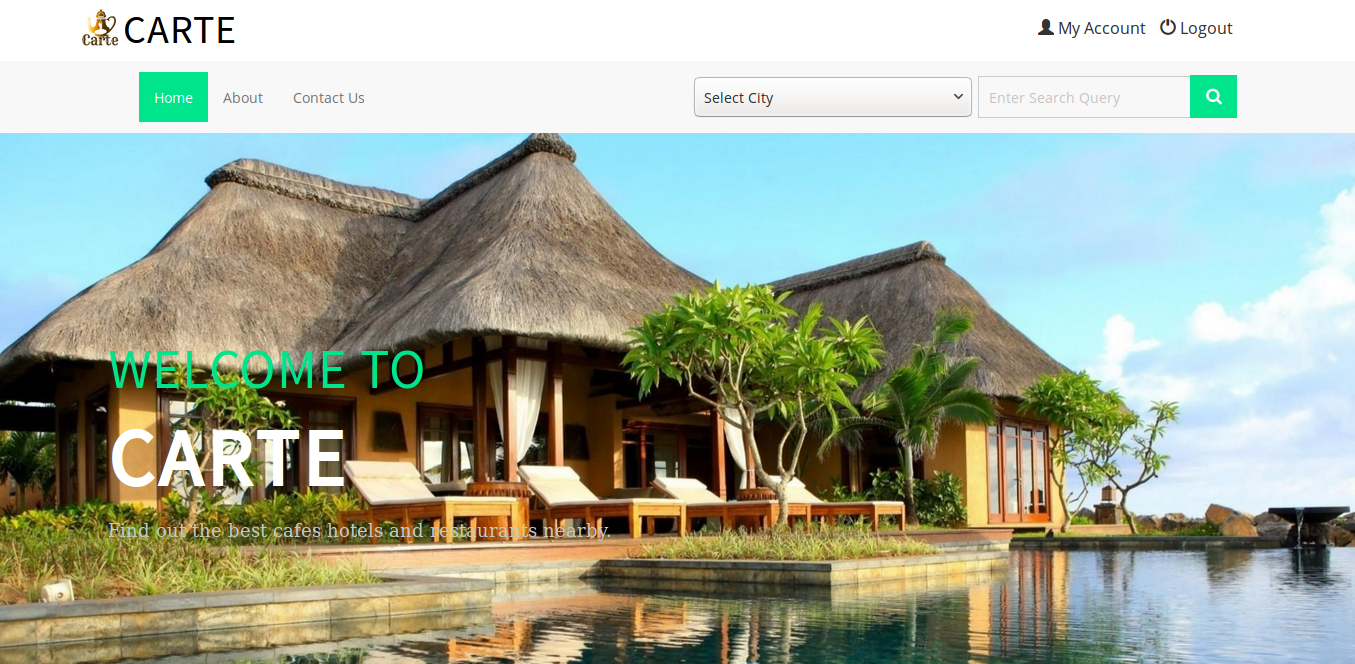 Carte CARTE
My Account Logout
Home About Contact Us Select City Enter Search Query
WELCOME TO
CARTE
Find out the best cafes hotels and restaurants nearby.